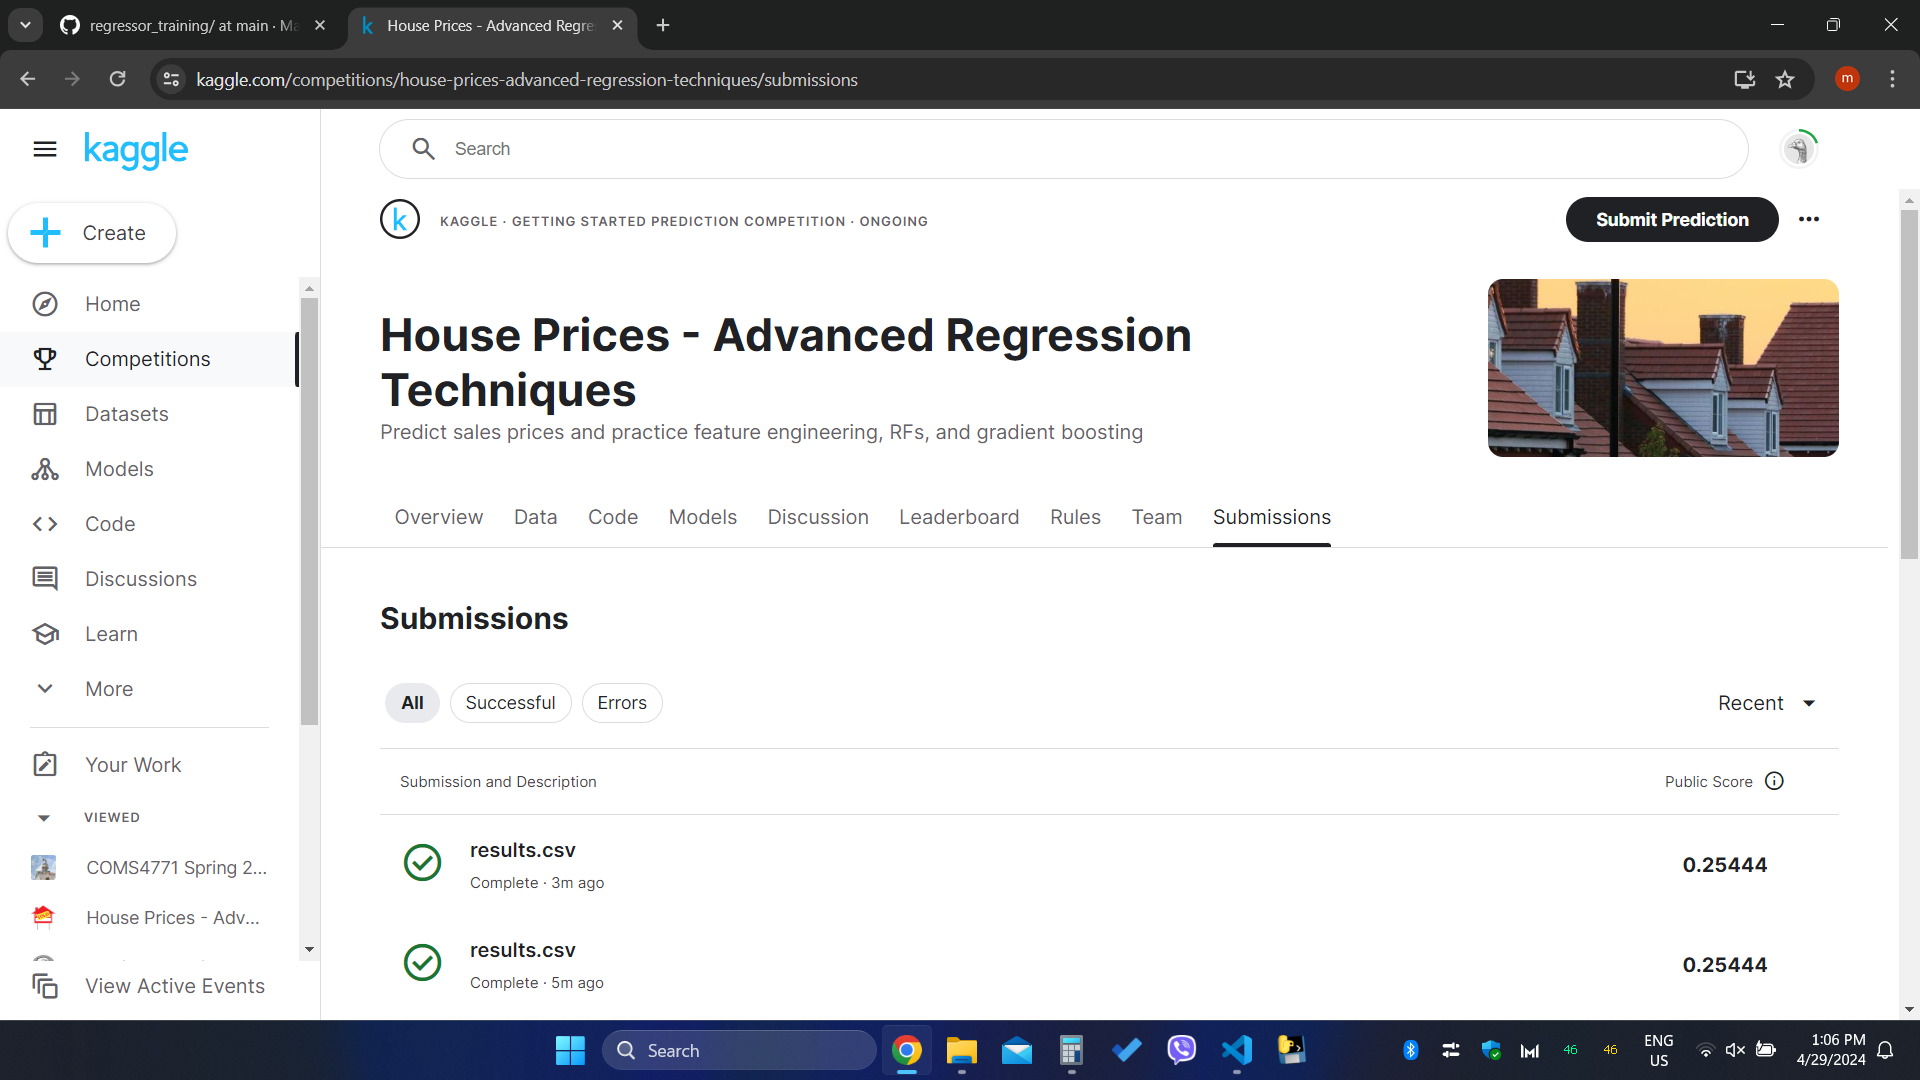 regressor_training/ at main · Ma
House Prices - Advanced Regre
kaggle.com/competitions/house-prices-advanced-regression-techniques/submissions
m
kaggle
Search
Create
k
KAGGLE · GETTING STARTED PREDICTION COMPETITION · ONGOING
Submit Prediction
House Prices - Advanced Regression
Techniques
Predict sales prices and practice feature engineering, RFs, and gradient boosting
Home
Competitions
Datasets
Models
Code
Discussions
Learn
More
Your Work
VIEWED
COMS4771 Spring 2...
House Prices - Adv...
View Active Events
Overview
Data
Code
Models
Discussion
Leaderboard
Rules
Team
Submissions
Submissions
All
Successful
Errors
Recent
Submission and Description
Public Score
results.csv
Complete · 3m ago
0.25444
results.csv
Complete · 5m ago
0.25444
Search
46
46
ENG
US
1:06 PM
4/29/2024